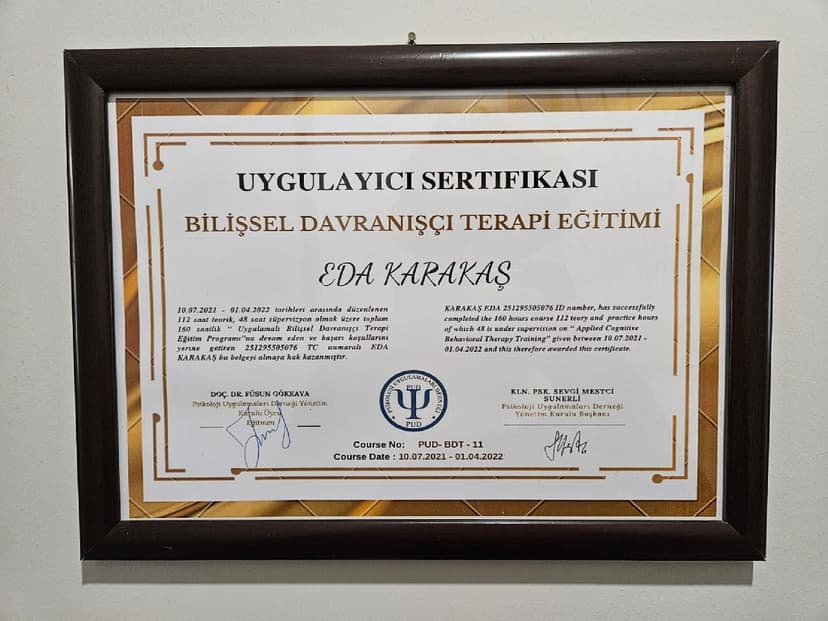 UYGULAYICI SERTIFIKASI
BİLİŞSEL DAVRANIŞÇI TERAPİ EĞİTİMİ
EDA KARAKAŞ
10.07.2021 - 01.04.2022 tarihleri arasında düzenlenen
112 saat teorik, 48 saat süpervizyon olmak üzere toplam
160 saatlik “ Uygulamalı Bilişsel Davranışçı Terapi
Eğitim Programı”na devam eden ve başarı koşullarını
yerine getiren 251295505076 TC numaralı EDA
KARAKAŞ bu belgeyi almaya hak kazanmıştır.
KARAKAŞ EDA 251295505076 ID number, has successfully
completed the 160 hours course 112 teory and practice hours
of which 48 is under supervision on “ Applied Cognitive
Behavioral Therapy Training” given between 10.07.2021 -
01.04.2022 and this therefore awarded this certificate.
DOÇ. DR. FÜSUN GÖKKAYA
Psikoloji Uygulamaları Derneği Yönetim
Kurulu Üyesi
Eğitmen
PSİKOLOJİ UYGULAMALARI DERNEĞİ
PUD
PUD
KLN. PSK. SEVGİ MESTCİ
SUNERLİ
Psikoloji Uygulamaları Derneği
Yönetim Kurulu Başkanı
Course No: PUD- BDT - 11
Course Date : 10.07.2021 - 01.04.2022